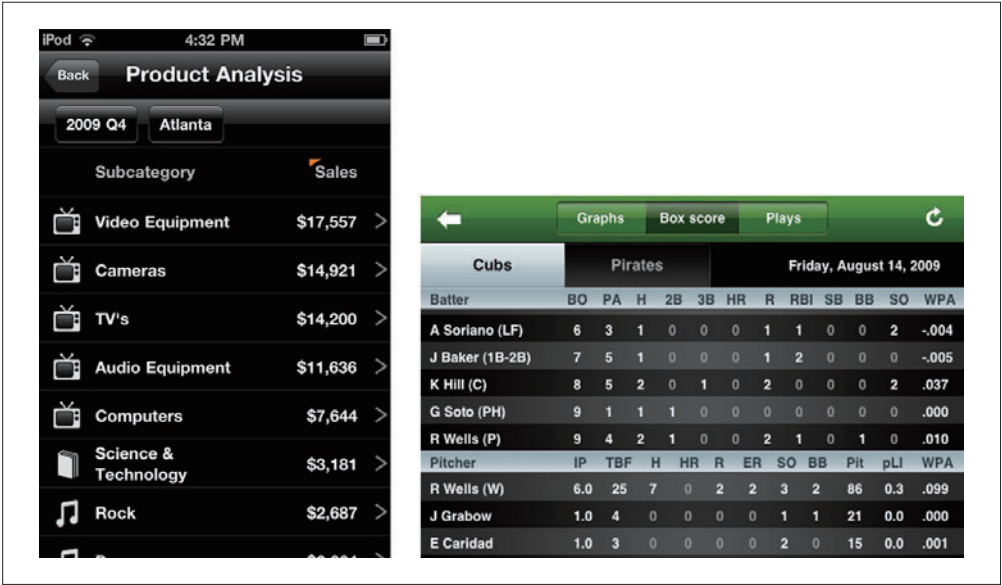 iPod 4:32 PM
Back Product Analysis
2009 Q4 Atlanta
Subcategory Sales
Video Equipment $17,557
Cameras $14,921
TV's $14,200
Audio Equipment $11,636
Computers $7,644
Science &
Technology $3,181
Rock $2,687
Graphs Box score Plays
Cubs Pirates Friday, August 14, 2009
Batter BO PA H 2B 3B HR R RBI SB BB SO WPA
A Soriano (LF) 6 3 1 0 0 0 1 1 0 0 2 -.004
J Baker (1B-2B) 7 5 1 0 0 0 1 2 0 0 0 -.005
K Hill (C) 8 5 2 0 1 0 2 0 0 0 2 .037
G Soto (PH) 9 1 1 1 0 0 0 0 0 0 0 .000
R Wells (P) 9 4 2 1 0 0 2 1 0 1 0 .010
Pitcher IP TBF H HR R ER SO BB Pit pLI WPA
R Wells (W) 6.0 25 7 0 2 2 3 2 86 0.3 .099
J Grabow 1.0 4 0 0 0 0 1 1 21 0.0 .000
E Caridad 1.0 3 0 0 0 0 2 0 15 0.0 .001